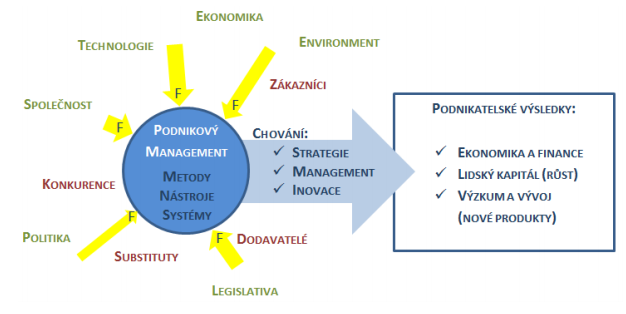 EKONOMIKA
TECHNOLOGIE
ENVIRONMENT
F
ZÁKAZNÍCI
SPOLEČNOST
F
F
F
PODNIKOVÝ
MANAGEMENT
METODY
NÁSTROJE
SYSTÉMY
CHOVÁNÍ:
✓ STRATEGIE
✓ MANAGEMENT
✓ INOVACE
PODNIKATELSKÉ VÝSLEDKY:
✓ EKONOMIKA A FINANCE
✓ LIDSKÝ KAPITÁL (RŮST)
✓ VÝZKUM A VÝVOJ
(NOVÉ PRODUKTY)
KONKURENCE
F
POLITIKA
SUBSTITUTY
F
DODAVATELÉ
LEGISLATIVA